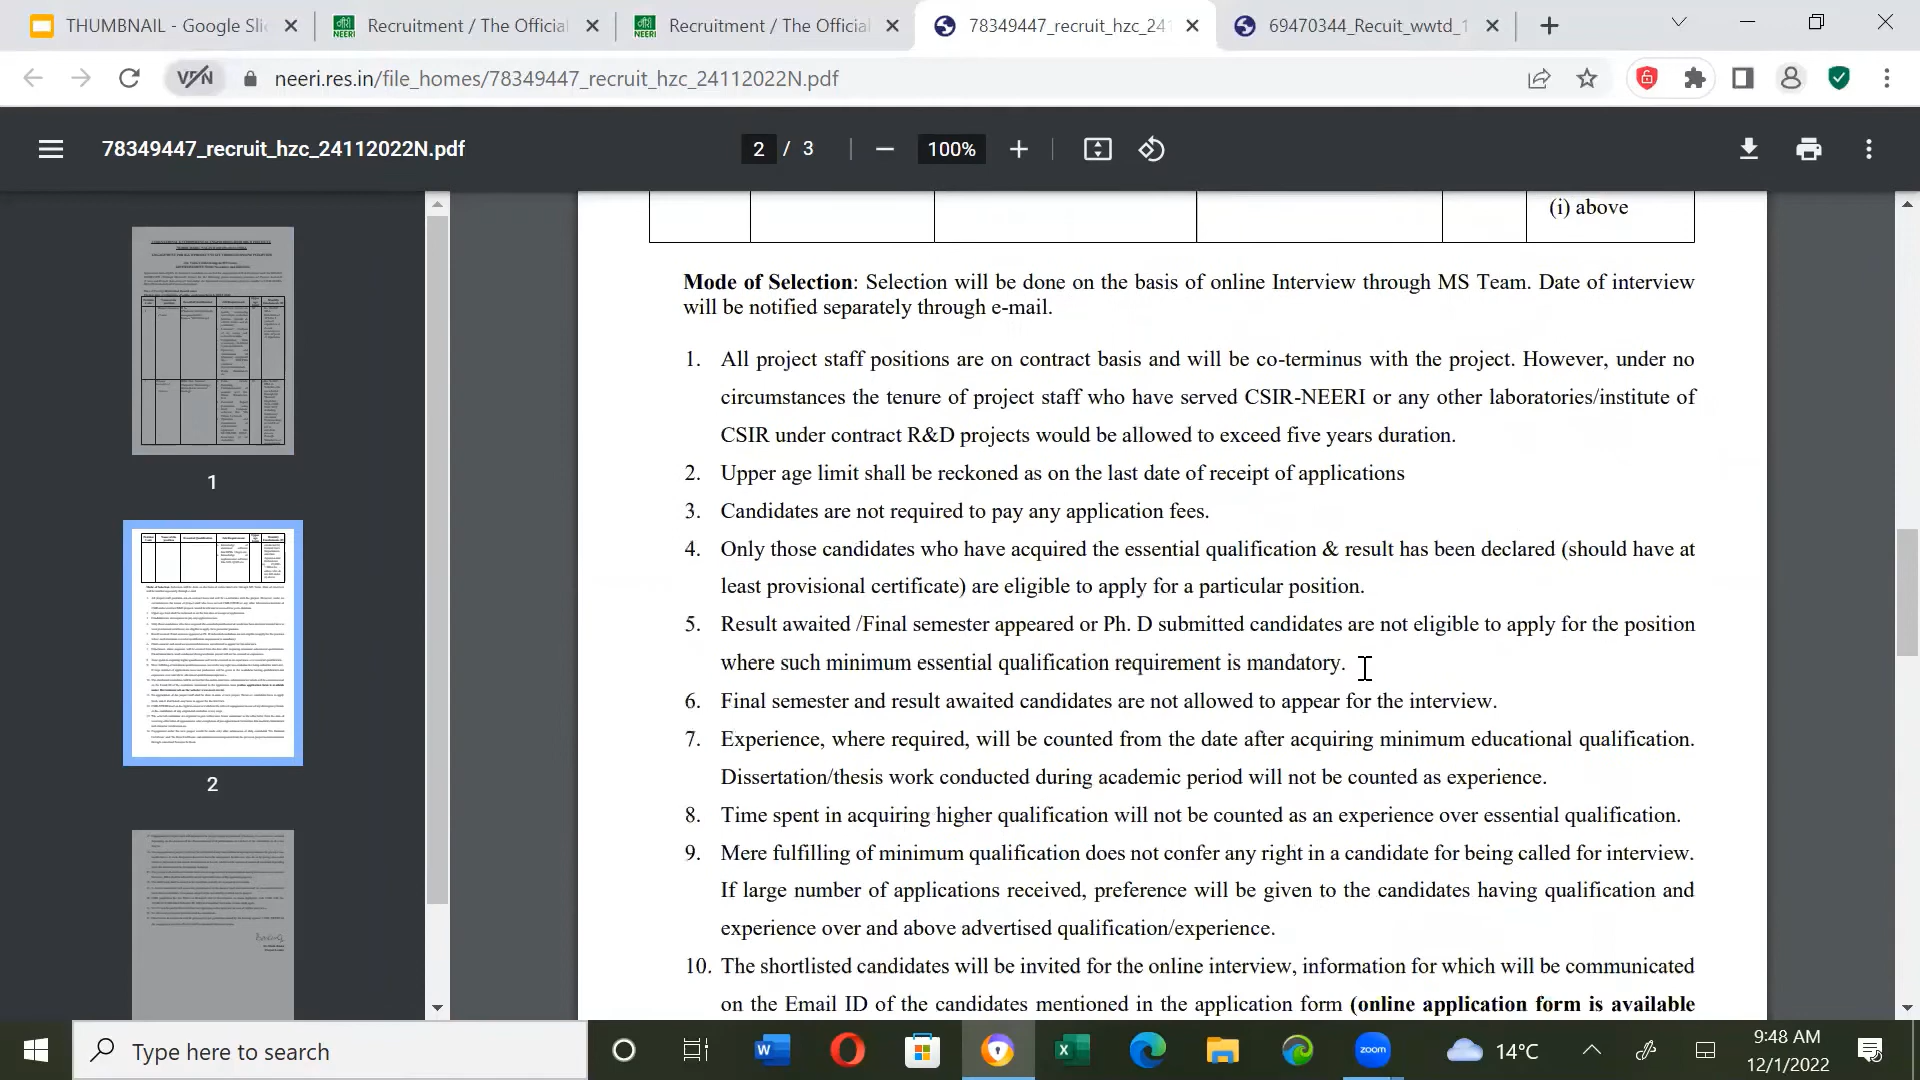 THUMBNAIL - Google Sli
Recruitment / The Official
Recruitment / The Official
78349447_recruit_hzc_241
69470344_Recuit_wwtd_1
neeri.res.in/file_homes/78349447_recruit_hzc_24112022N.pdf
78349447_recruit_hzc_24112022N.pdf
2 / 3
100%
(i) above
Mode of Selection: Selection will be done on the basis of online Interview through MS Team. Date of interview
will be notified separately through e-mail.
1. All project staff positions are on contract basis and will be co-terminus with the project. However, under no
circumstances the tenure of project staff who have served CSIR-NEERI or any other laboratories/institute of
CSIR under contract R&D projects would be allowed to exceed five years duration.
2. Upper age limit shall be reckoned as on the last date of receipt of applications
3. Candidates are not required to pay any application fees.
4. Only those candidates who have acquired the essential qualification & result has been declared (should have at
least provisional certificate) are eligible to apply for a particular position.
5. Result awaited /Final semester appeared or Ph. D submitted candidates are not eligible to apply for the position
where such minimum essential qualification requirement is mandatory.
6. Final semester and result awaited candidates are not allowed to appear for the interview.
7. Experience, where required, will be counted from the date after acquiring minimum educational qualification.
Dissertation/thesis work conducted during academic period will not be counted as experience.
8. Time spent in acquiring higher qualification will not be counted as an experience over essential qualification.
9. Mere fulfilling of minimum qualification does not confer any right in a candidate for being called for interview.
If large number of applications received, preference will be given to the candidates having qualification and
experience over and above advertised qualification/experience.
10. The shortlisted candidates will be invited for the online interview, information for which will be communicated
on the Email ID of the candidates mentioned in the application form (online application form is available
1
2
Type here to search
zoom
14°C
9:48 AM
12/1/2022